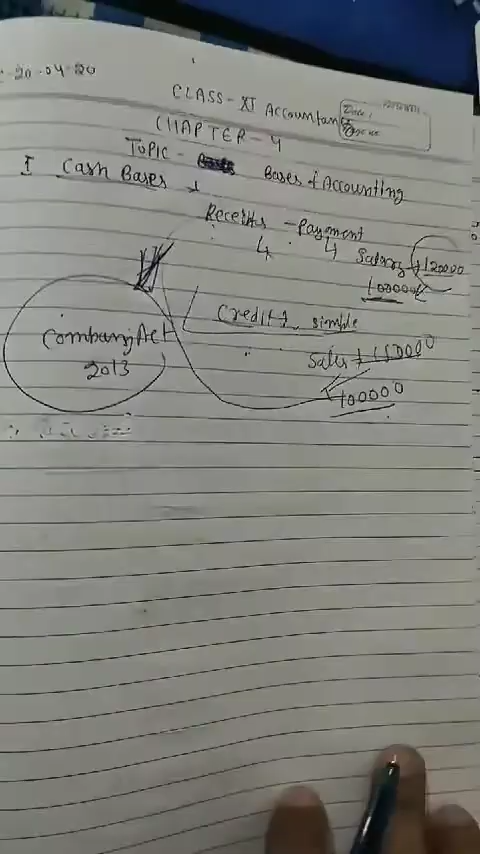 20-04-20
CLASS-XI Accountancy
Date:
CHAPTER-4
TOPIC - Bases of Accounting
I Cash Bases
Receipts - Payment
Salary 120000
100000
Credit simple
Company Act
2013
Sales 150000
100000